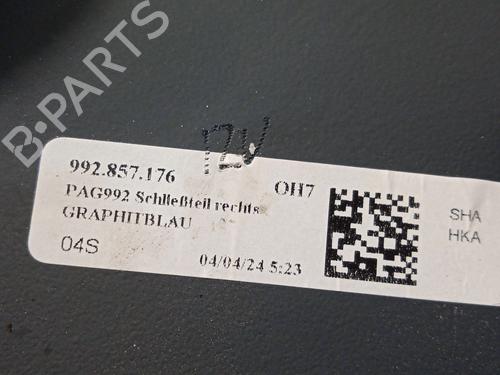 B-PARTS
992.857.176
OH7
PAG992 Schließteil rechts
GRAPHITBLAU
04S
04/04/24 5:23
SHA
HKA